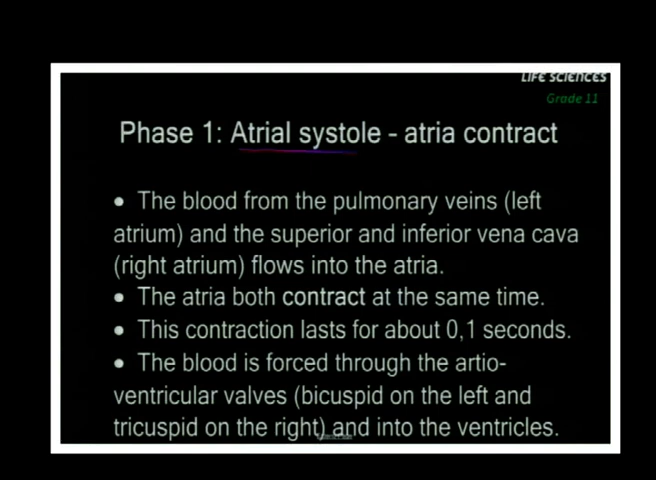 LIFE SCIENCES
Grade 11
Phase 1: Atrial systole - atria contract
• The blood from the pulmonary veins (left
atrium) and the superior and inferior vena cava
(right atrium) flows into the atria.
• The atria both contract at the same time.
• This contraction lasts for about 0,1 seconds.
• The blood is forced through the artio-
ventricular valves (bicuspid on the left and
tricuspid on the right) and into the ventricles.